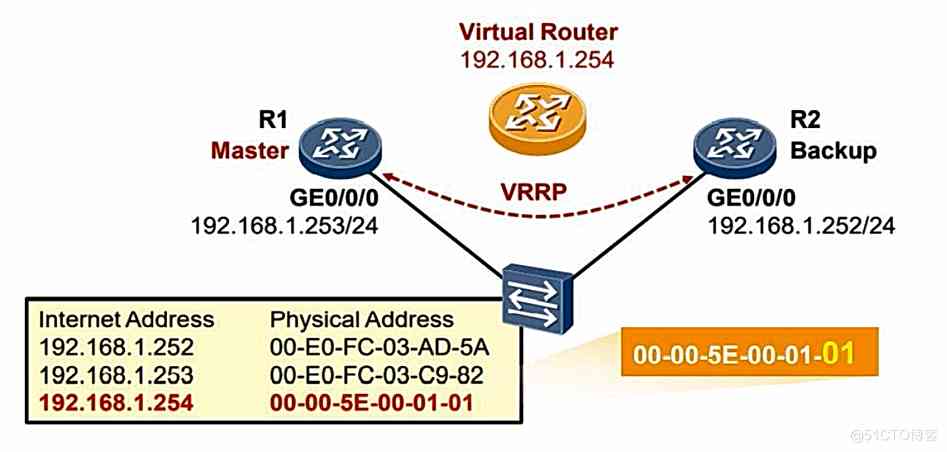 Virtual Router
192.168.1.254
R1
Master
R2
Backup
VRRP
GE0/0/0
192.168.1.253/24
GE0/0/0
192.168.1.252/24
Internet Address Physical Address
192.168.1.252 00-E0-FC-03-AD-5A
192.168.1.253 00-E0-FC-03-C9-82
192.168.1.254 00-00-5E-00-01-01
00-00-5E-00-01-01
@51CTO博客